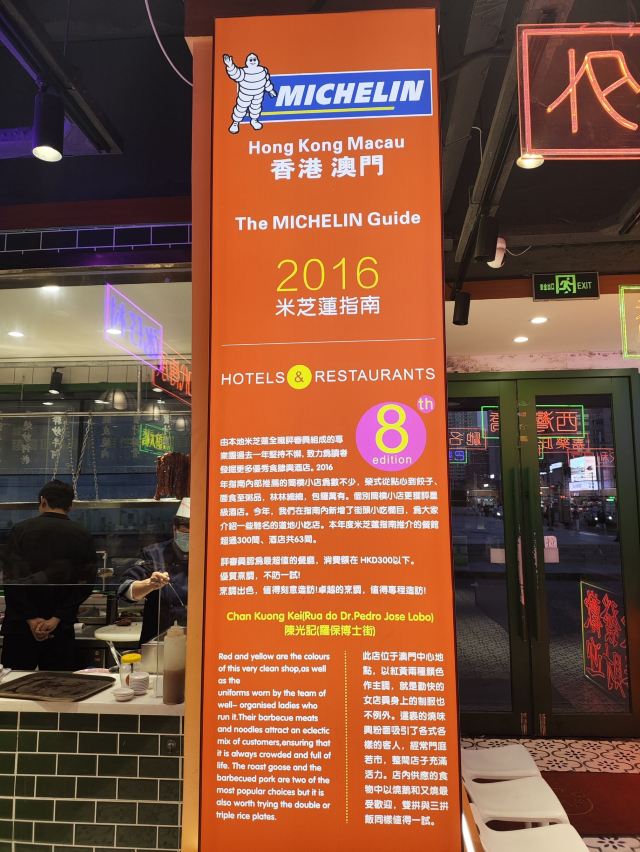 MICHELIN
Hong Kong Macau
香港 澳門
The MICHELIN Guide
2016
米芝蓮指南
HOTELS & RESTAURANTS
8th
edition
由本地米芝蓮全職評審員組成的專
業團過去一年堅持不懈,致力為讀者
發掘更多優秀食肆與酒店。2016
年指南內部推薦的簡樸小店為數不少,菜式從點心到餃子、
麵食至粥品,林林總總,包羅萬有。個別簡樸小店更獲評星
級酒店。今年,我們在指南內新增了街頭小吃欄目,為大家
介紹一些馳名的道地小吃店。本年度米芝蓮指南推介的餐館
超過300間、酒店共63間。
評審員認為最超值的餐廳,消費額在 HKD300以下。
優質烹調,不妨一試!
烹調出色,值得刻意造訪!卓越的烹調,值得專程造訪!
Chan Kuong Kei(Rua do Dr.Pedro Jose Lobo)
陳光記(羅保博士街)
Red and yellow are the colours
of this very clean shop,as well
as the
uniforms worn by the team of
well- organised ladies who
run it.Their barbecue meats
and noodles attract an eclectic
mix of customers,ensuring that
it is always crowded and full of
life. The roast goose and the
barbecued pork are two of the
most popular choices but it is
also worth trying the double or
triple rice plates.
此店位于澳門中心地
點,以紅黃兩種顏色
作主調,就是勤快的
女店員身上的制服也
不例外。這裏的燒味
與粉面吸引了各式各
樣的客人,經常門庭
若市,整間店子充滿
活力。店内供應的食
物中以燒鵝和叉燒最
受歡迎,雙拼與三拼
飯同樣值得一試。
EXIT
西灣